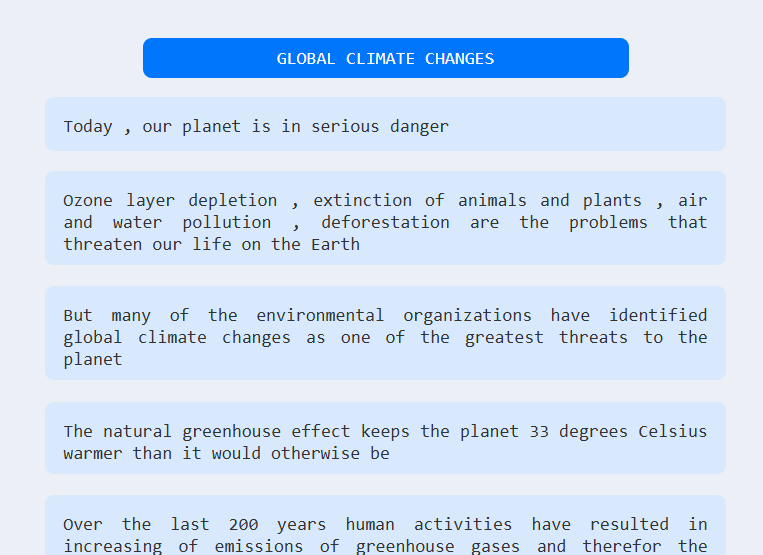 GLOBAL CLIMATE CHANGES
Today , our planet is in serious danger
Ozone layer depletion , extinction of animals and plants , air
and water pollution , deforestation are the problems that
threaten our life on the Earth
But many of the environmental organizations have identified
global climate changes as one of the greatest threats to the
planet
The natural greenhouse effect keeps the planet 33 degrees Celsius
warmer than it would otherwise be
Over the last 200 years human activities have resulted in
increasing of emissions of greenhouse gases and therefor the